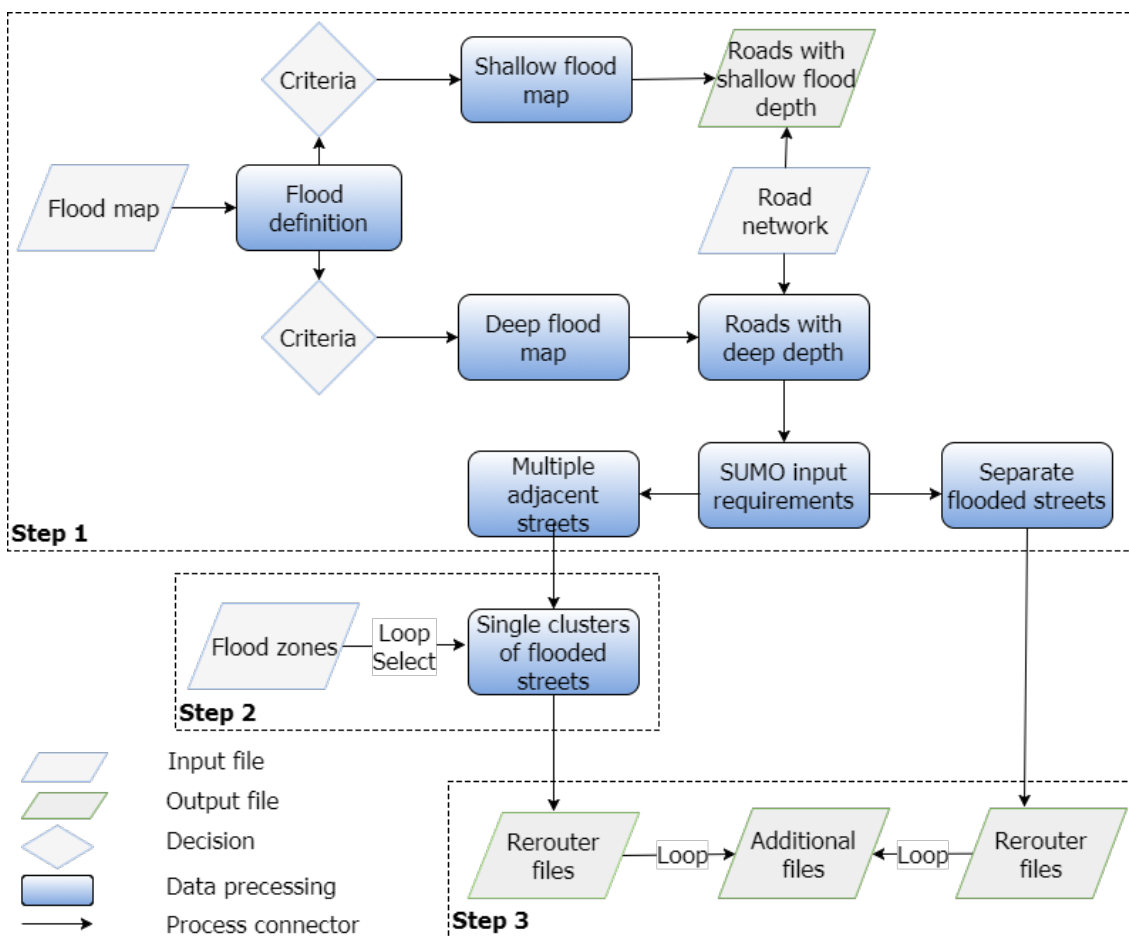 Criteria
Shallow flood
map
Roads with
shallow flood
depth
Flood map
Flood
definition
Road
network
Criteria
Deep flood
map
Roads with
deep depth
Multiple
adjacent
streets
SUMO input
requirements
Separate
flooded streets
Step 1
Flood zones
Loop
Select
Single clusters
of flooded
streets
Step 2
Input file
Output file
Decision
Data precessing
Process connector
Rerouter
files
Loop
Additional
files
Loop
Rerouter
files
Step 3